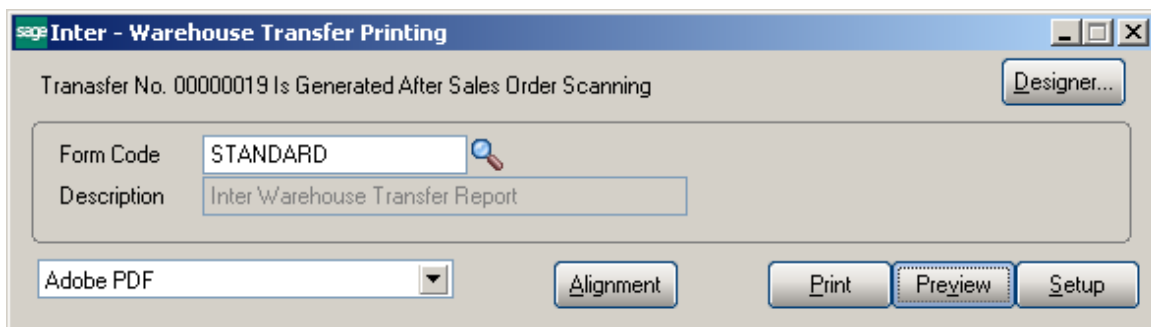 sage Inter - Warehouse Transfer Printing
Tranasfer No. 00000019 Is Generated After Sales Order Scanning
Designer...
Form Code STANDARD
Description Inter Warehouse Transfer Report
Adobe PDF Alignment Print Preview Setup